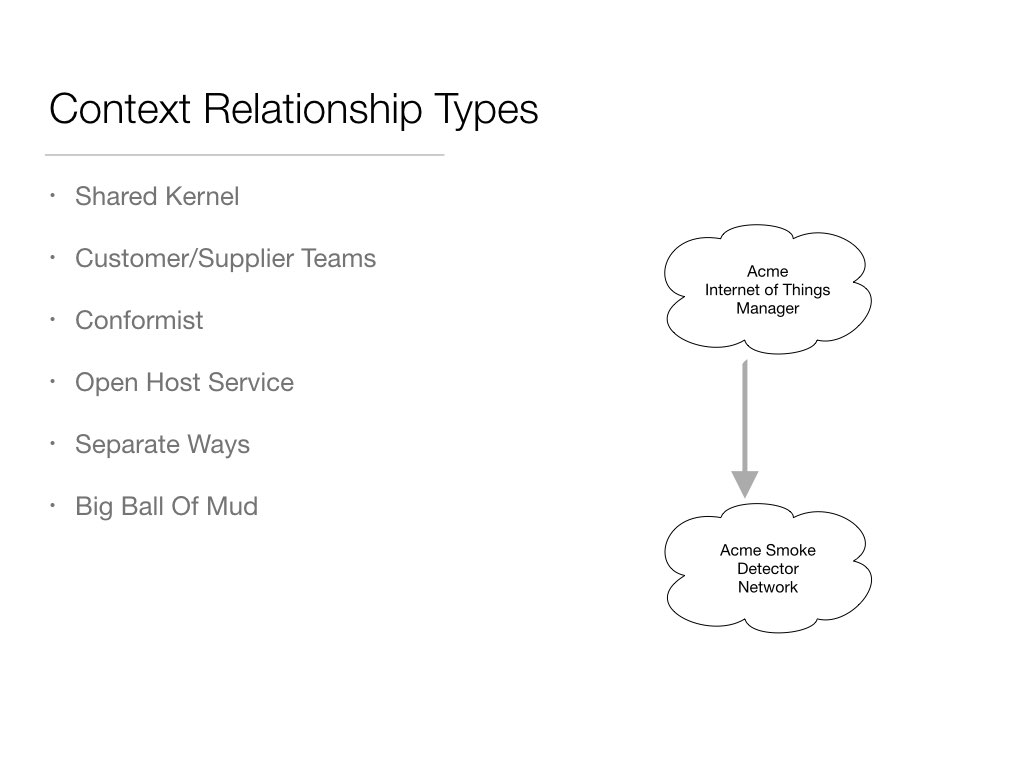 Context Relationship Types
• Shared Kernel
• Customer/Supplier Teams
• Conformist
• Open Host Service
• Separate Ways
• Big Ball Of Mud
Acme
Internet of Things
Manager
Acme Smoke
Detector
Network